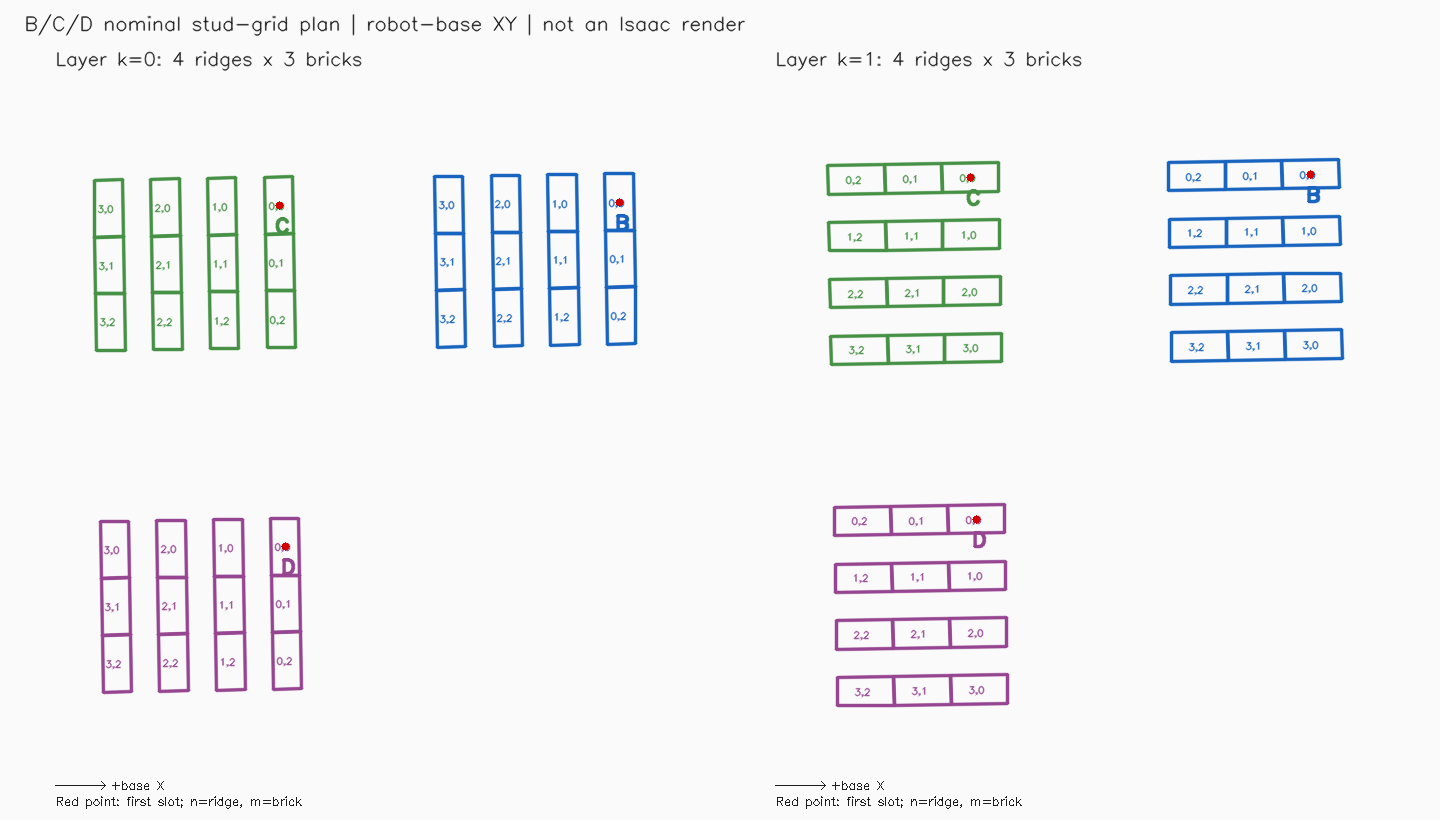 B/C/D nominal stud-grid plan | robot-base XY | not an Isaac render
Layer k=0: 4 ridges x 3 bricks
3,0 2,0 1,0
C
3,1 2,1 1,1 0,1
3,2 2,2 1,2 0,2
3,0 2,0 1,0
B
3,1 2,1 1,1 0,1
3,2 2,2 1,2 0,2
3,0 2,0 1,0
D
3,1 2,1 1,1 0,1
3,2 2,2 1,2 0,2
+base X
Red point: first slot; n=ridge, m=brick
Layer k=1: 4 ridges x 3 bricks
0,2 0,1
C
1,2 1,1 1,0
2,2 2,1 2,0
3,2 3,1 3,0
0,2 0,1
B
1,2 1,1 1,0
2,2 2,1 2,0
3,2 3,1 3,0
0,2 0,1
D
1,2 1,1 1,0
2,2 2,1 2,0
3,2 3,1 3,0
+base X
Red point: first slot; n=ridge, m=brick